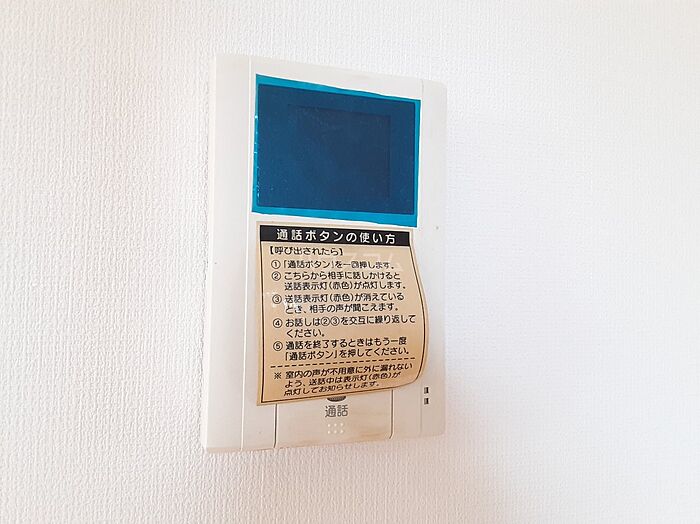 通話ボタンの使い方
【呼び出されたら】
① 「通話ボタン」を一回押します。
② こちらから相手に話しかけると
送話表示灯(赤色)が点灯します。
③ 送話表示灯(赤色)が消えている
とき、相手の声が聞こえます。
④ お話しは②③を交互に繰り返して
ください。
⑤ 通話を終了するときはもう一度
「通話ボタン」を押してください。
※ 室内の声が不用意に外に漏れない
よう、送話中は表示灯(赤色)が
点灯してお知らせします。
通話